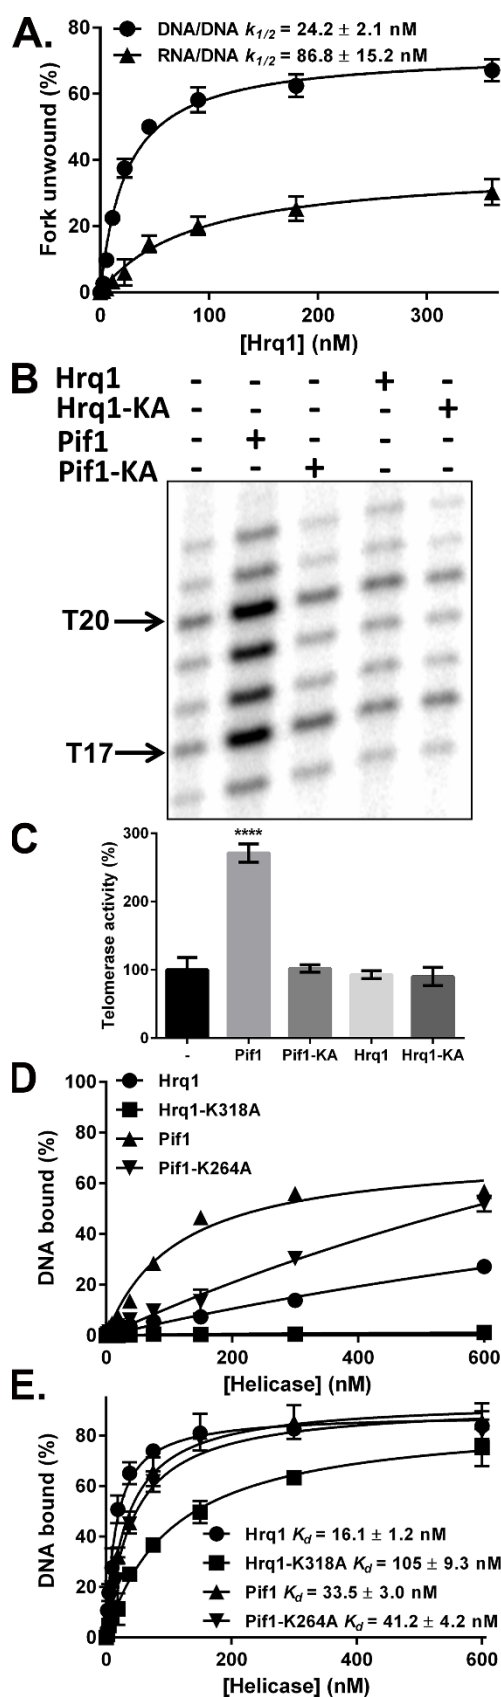 A.
DNA/DNA k1/2 = 24.2 ± 2.1 nM
RNA/DNA k1/2 = 86.8 ± 15.2 nM
Fork unwound (%)
80
60
40
20
0
0 100 200 300
[Hrq1] (nM)
B
Hrq1 - - - + -
Hrq1-KA - - - - +
Pif1 - + - - -
Pif1-KA - - + - -
T20
T17
C
****
Telomerase activity (%)
300
200
100
0
- Pif1 Pif1-KA Hrq1 Hrq1-KA
D
Hrq1
Hrq1-K318A
Pif1
Pif1-K264A
DNA bound (%)
100
80
60
40
20
0
0 200 400 600
[Helicase] (nM)
E.
DNA bound (%)
80
60
40
20
0
Hrq1 Kd = 16.1 ± 1.2 nM
Hrq1-K318A Kd = 105 ± 9.3 nM
Pif1 Kd = 33.5 ± 3.0 nM
Pif1-K264A Kd = 41.2 ± 4.2 nM
0 200 400 600
[Helicase] (nM)